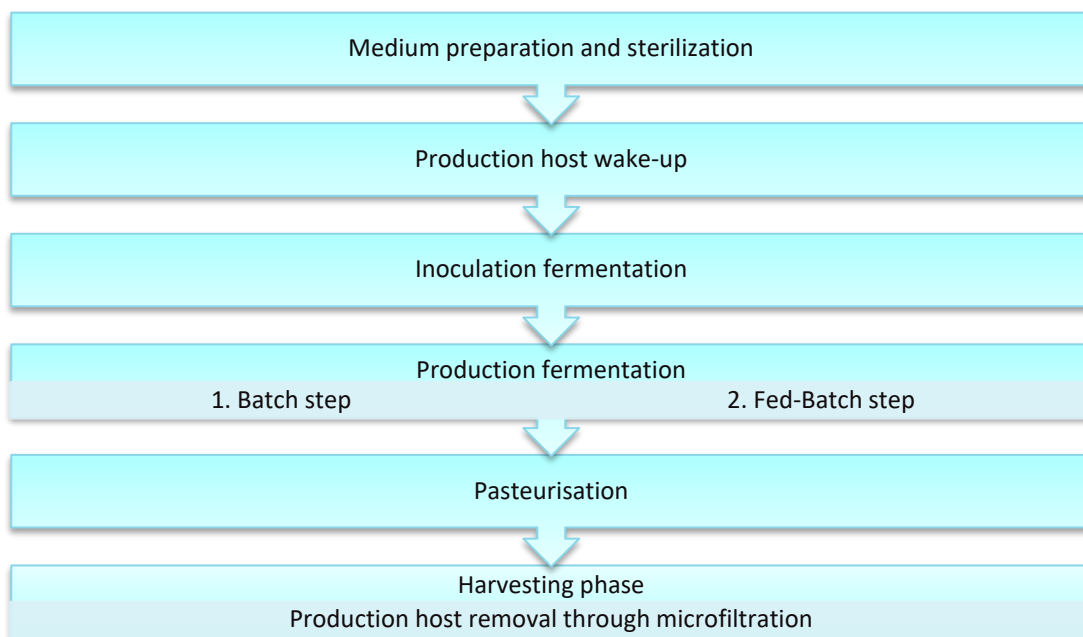 Medium preparation and sterilization
Production host wake-up
Inoculation fermentation
Production fermentation
1. Batch step 2. Fed-Batch step
Pasteurisation
Harvesting phase
Production host removal through microfiltration